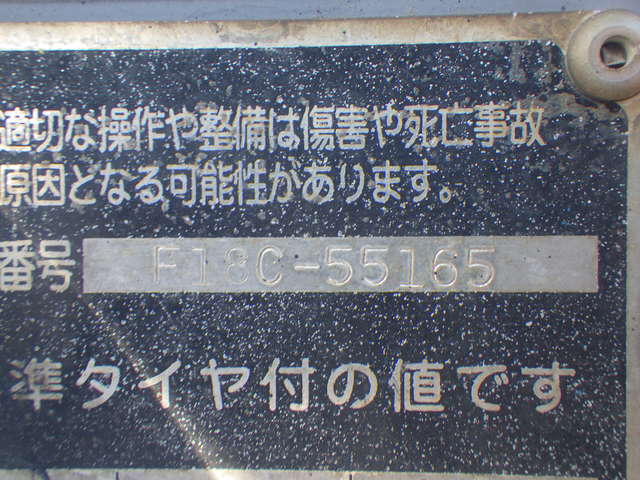 適切な操作や整備は傷害や死亡事故
原因となる可能性があります。
番号 F18C-55165
準タイヤ付の値です